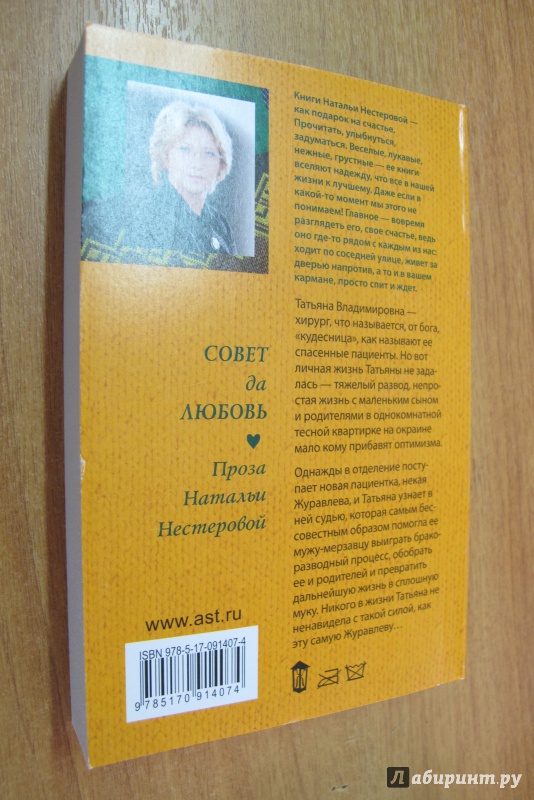 Книги Натальи Нестеровой —
как подарок на счастье.
Прочитать, улыбнуться,
задуматься. Веселые, лукавые,
нежные, грустные — ее книги
вселяют надежду, что все в нашей
жизни к лучшему. Даже если в
какой-то момент мы этого не
понимаем! Главное — вовремя
разглядеть его, свое счастье, ведь
оно где-то рядом с каждым из нас:
ходит по соседней улице, живет за
дверью напротив, а то и в вашем
кармане, просто спит и ждет.
Татьяна Владимировна —
хирург, что называется, от бога,
«кудесница», как называют ее
спасенные пациенты. Но вот
личная жизнь Татьяны не зада-
лась — тяжелый развод, непро-
стая жизнь с маленьким сыном
и родителями в однокомнатной
тесной квартирке на окраине
мало кому прибавят оптимизма.
Однажды в отделение посту-
пает новая пациентка, некая
Журавлева, и Татьяна узнает в
ней судью, которая самым бес-
совестным образом помогла ее
мужу-мерзавцу выиграть брако-
разводный процесс, обобрать
ее и родителей и превратить
дальнейшую жизнь в сплошную
муку. Никого в жизни Татьяна не
ненавидела с такой силой, как
эту самую Журавлеву...
СОВЕТ
да
ЛЮБОВЬ
Проза
Натальи
Нестеровой
www.ast.ru
ISBN 978-5-17-091407-4
9 785170 914074
Лабиринт.ру